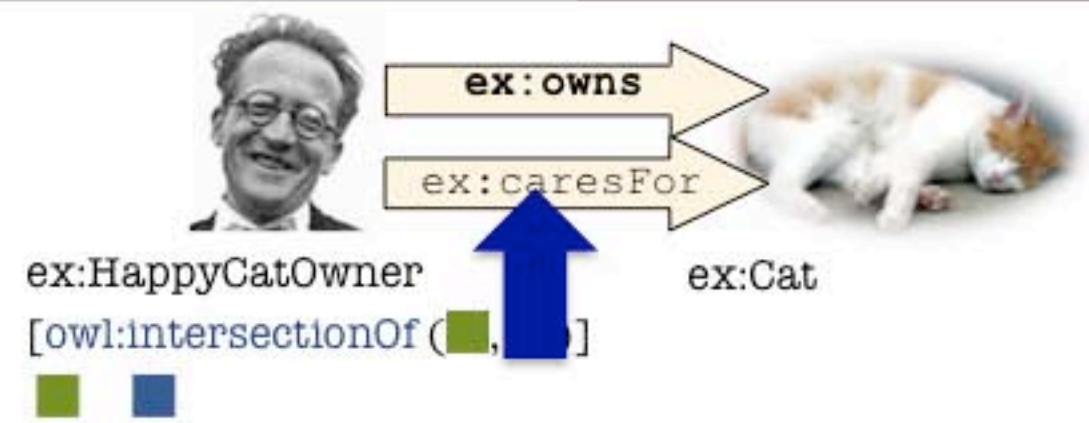 ex:owns
ex:caresFor
ex:HappyCatOwner
ex:Cat
[owl:intersectionOf (, )]